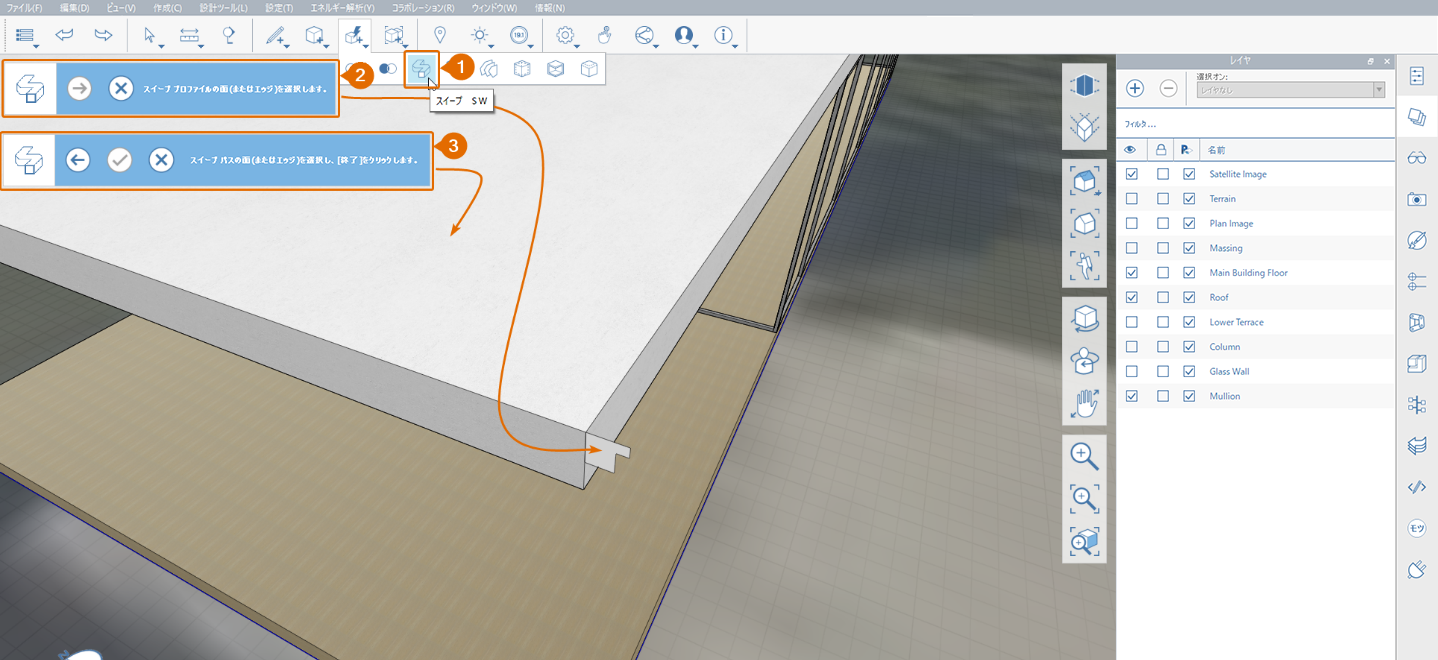 ファイル(F) 編集(D) ビュー(V) 作成(C) 設計ツール(L) 設定(T) エネルギー解析(Y) コラボレーション(R) ウィンドウ(W) 情報(N)
19.1
1
スイープ SW
2
スイープ プロファイルの面(またはエッジ)を選択します。
3
スイープ パスの面(またはエッジ)を選択し、[終了]をクリックします。
レイヤ
選択オン:
レイヤなし
フィルタ...
名前
Satellite Image
Terrain
Plan Image
Massing
Main Building Floor
Roof
Lower Terrace
Column
Glass Wall
Mullion
モツ